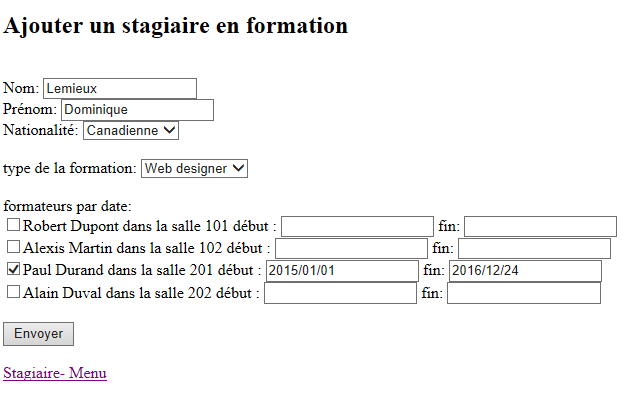 Ajouter un stagiaire en formation
Nom: Lemieux
Prénom: Dominique
Nationalité: Canadienne
type de la formation: Web designer
formateurs par date:
Robert Dupont dans la salle 101 début : fin:
Alexis Martin dans la salle 102 début : fin:
Paul Durand dans la salle 201 début : 2015/01/01 fin: 2016/12/24
Alain Duval dans la salle 202 début : fin:
Envoyer
Stagiaire- Menu